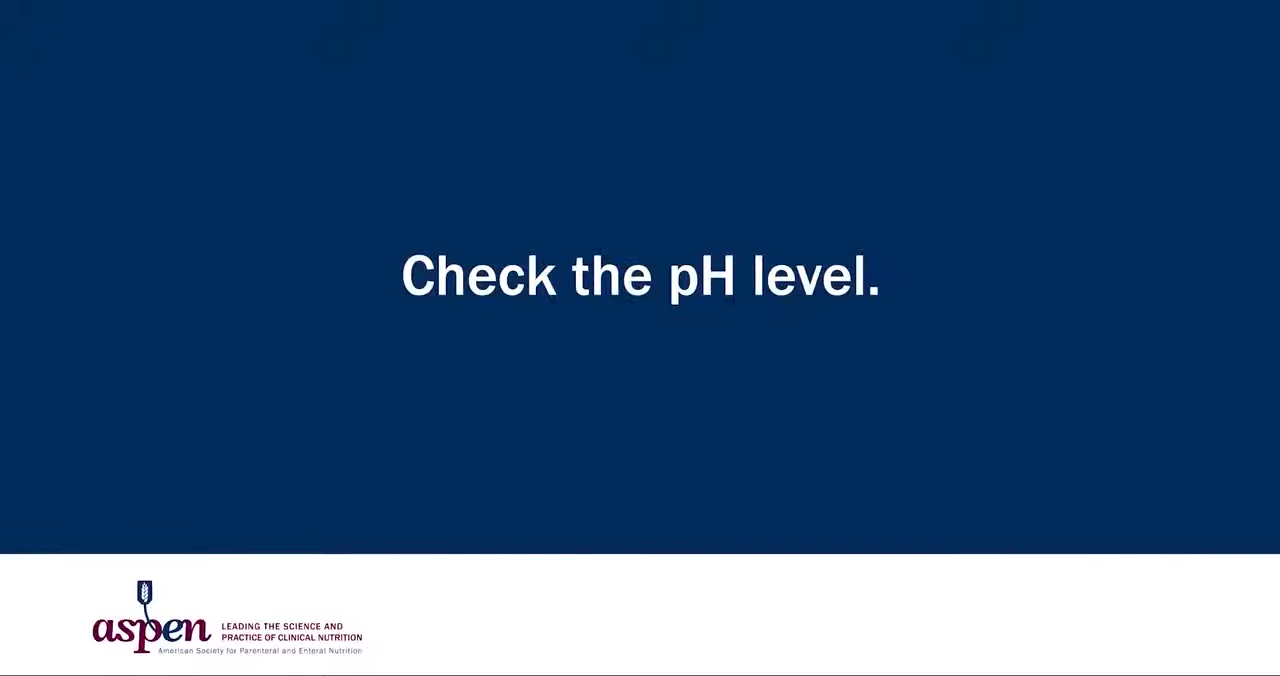 Check the pH level.
aspen
LEADING THE SCIENCE AND
PRACTICE OF CLINICAL NUTRITION
American Society for Parenteral and Enteral Nutrition